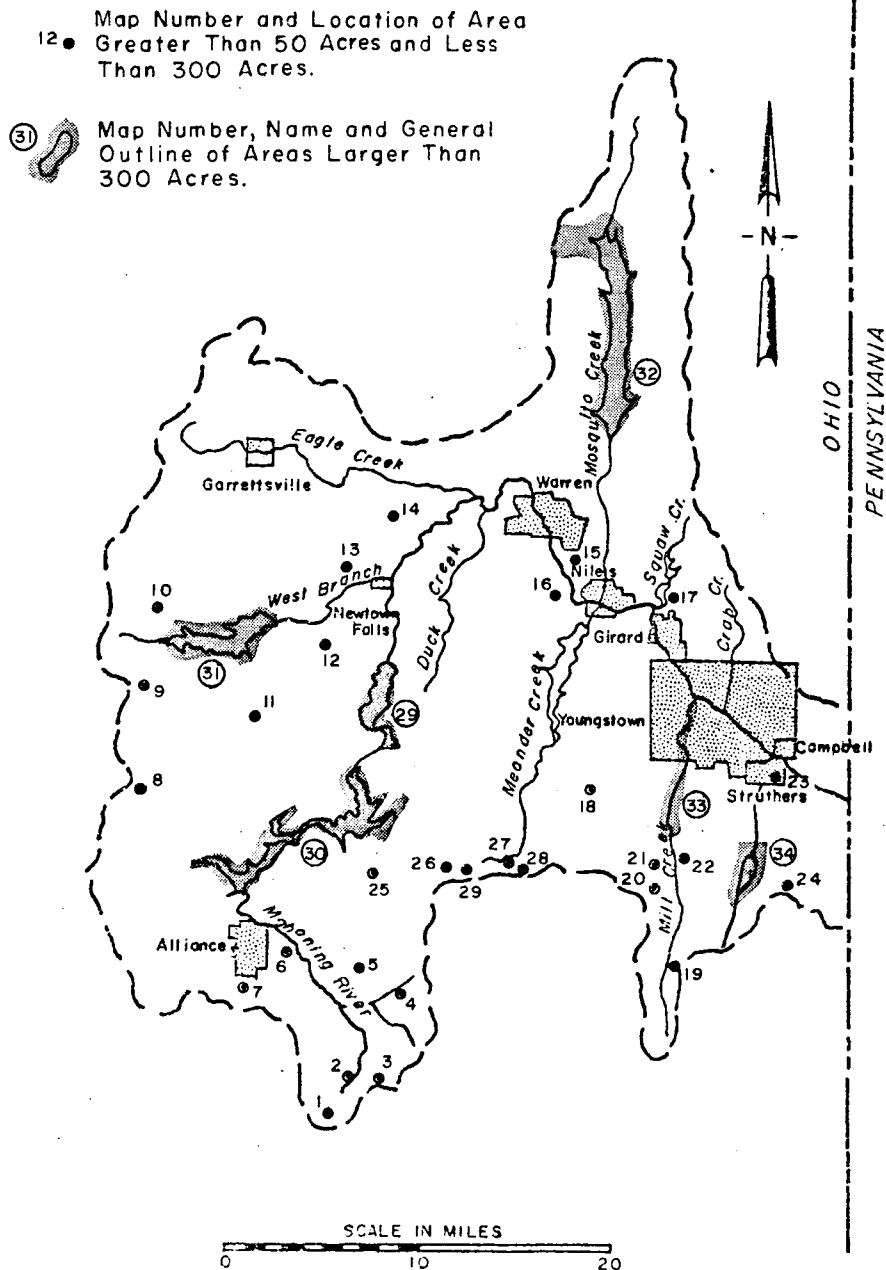 Map Number and Location of Area
12 Greater Than 50 Acres and Less
Than 300 Acres.
31 Map Number, Name and General
Outline of Areas Larger Than
300 Acres.
N
OHIO
PENNSYLVANIA
32
Mosquito Creek
Eagle Creek
Garrettsville
Warren
14
Squaw Cr.
15
13
Niles
West Branch
16
17
10
Newtown
Falls
Duck Creek
Girard
Crab Cr.
12
31
9
11
29
Meander Creek
Youngstown
Campbell
8
18
23
Struthers
33
30
27
34
26
29
28
21
22
25
20
24
Mill Creek
Alliance
Mahoning River
6
5
19
7
4
2
3
1
SCALE IN MILES
0 10 20